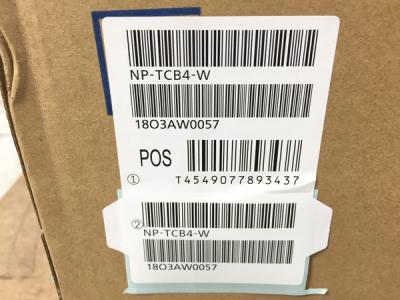 NP-TCB4-W
18O3AW0057
POS
① T4549077893437
②
NP-TCB4-W
18O3AW0057